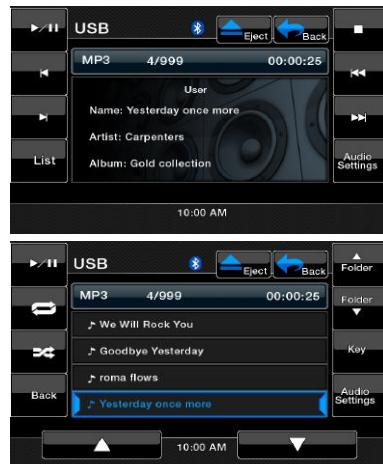 USB
Eject
Back
MP3 4/999 00:00:25
User
Name: Yesterday once more
Artist: Carpenters
List
Album: Gold collection
Audio
Settings
10:00 AM
USB
Eject
Back
Folder
MP3 4/999 00:00:25
Folder
We Will Rock You
Goodbye Yesterday
Key
roma flows
Back
Yesterday once more
Audio
Settings
10:00 AM